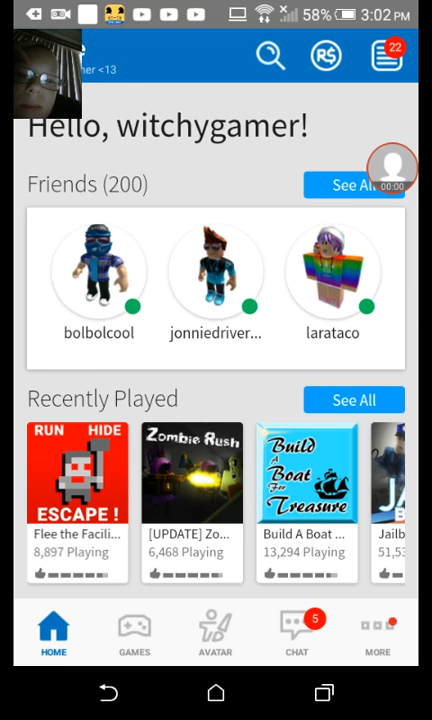 58% 3:02 PM
<13
R$
22
Hello, witchygamer!
Friends (200)
See All
00:00
bolbolcool
jonniedriver...
larataco
Recently Played
See All
RUN HIDE
ESCAPE !
Zombie Rush
Build
A
Boat
For
Treasure
JA
Flee the Facili...
[UPDATE] Zo...
Build A Boat ...
Jailb
8,897 Playing
6,468 Playing
13,294 Playing
51,53
5
HOME
GAMES
AVATAR
CHAT
MORE